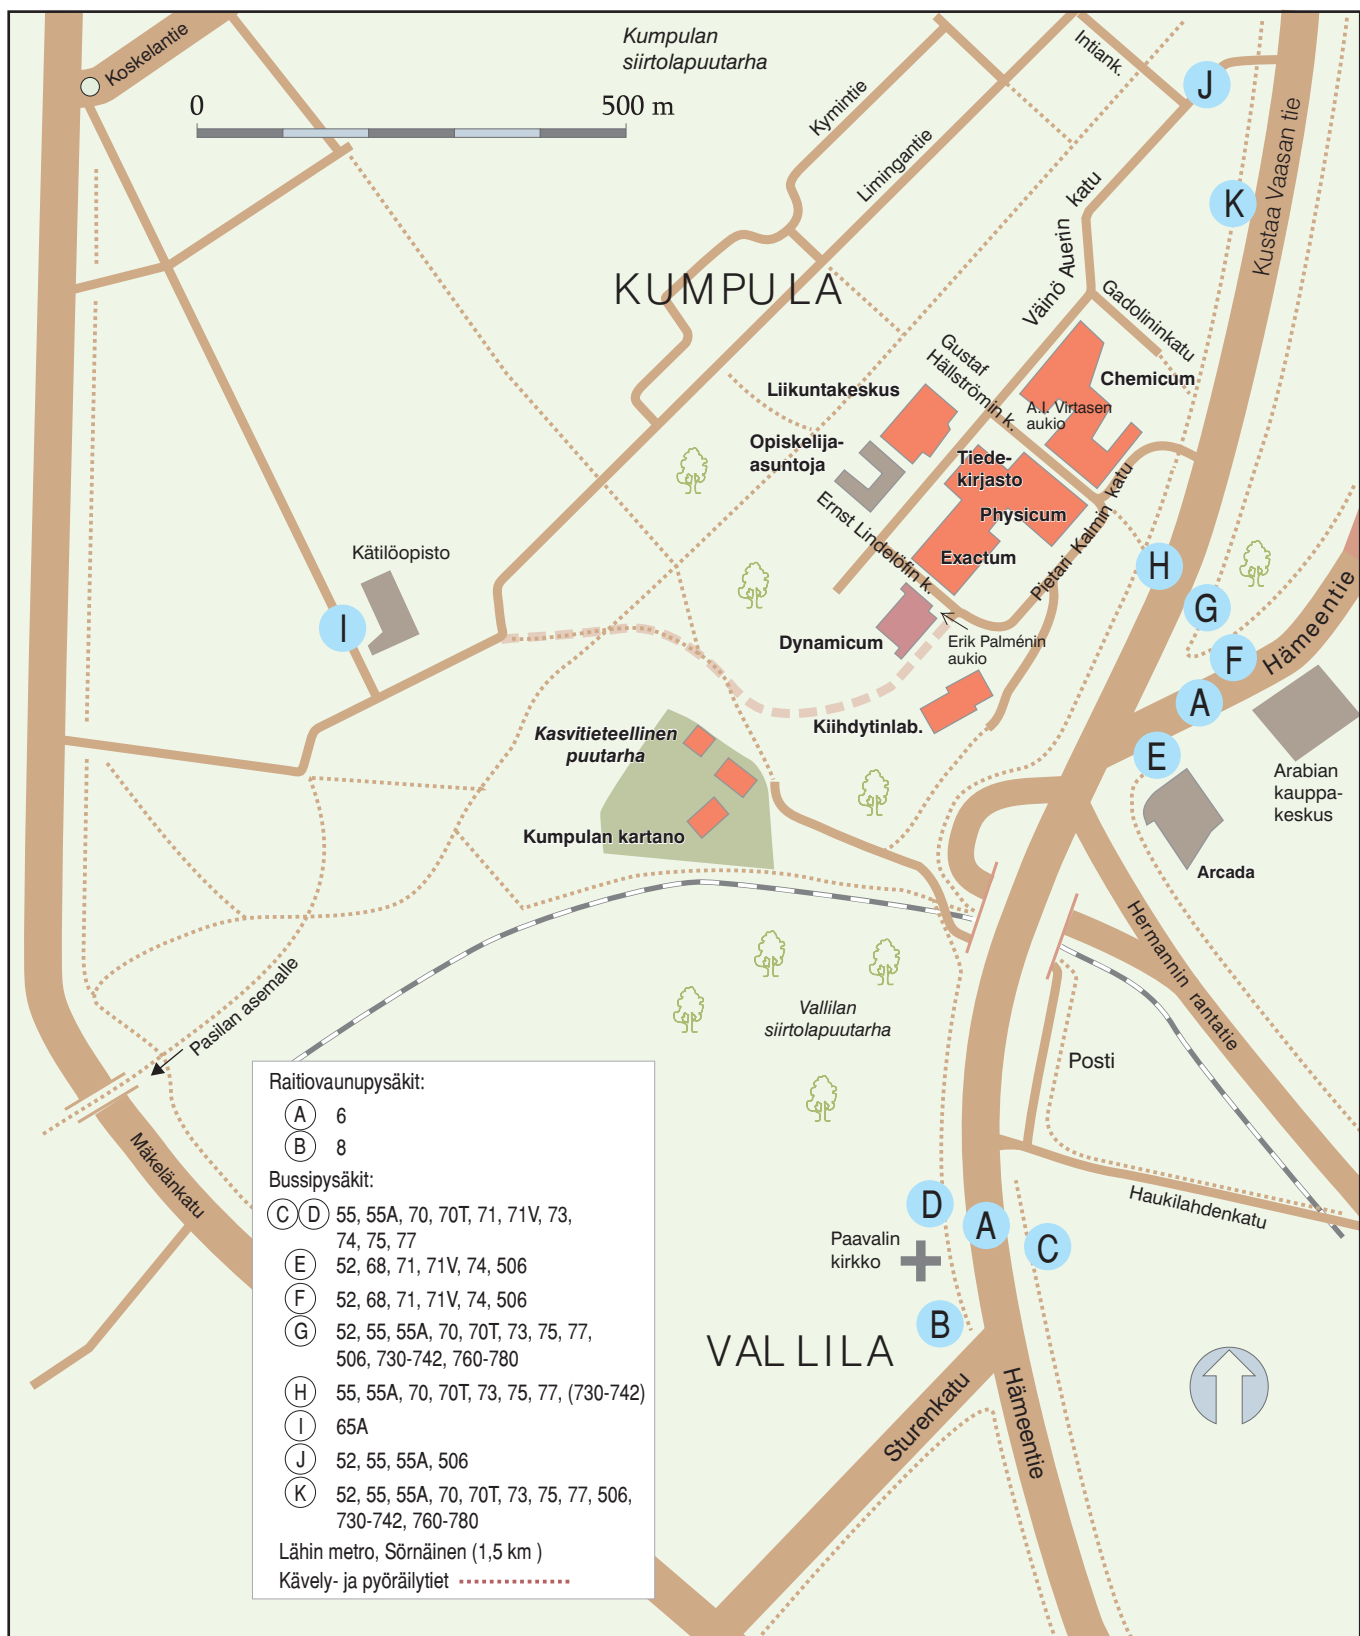 Koskelantie
Kumpulan
siirtolapuutarha
0
500 m
Kymintie
Limingantie
Intiank.
J
K
Kustaa Vaasan tie
Väinö Auerin katu
KUMPULA
Gadolininkatu
Gustaf
Hällströmin k.
Chemicum
A.I. Virtasen
aukio
Liikuntakeskus
Opiskelija-
asuntoja
Tiede-
kirjasto
Physicum
Exactum
Ernst Lindelöfin k.
Pietari Kalmin katu
Kätilöopisto
I
H
G
F
A
E
Hämeentie
Dynamicum
Erik Palménin
aukio
Kiihdytinlab.
Kasvitieteellinen
puutarha
Kumpulan kartano
Arabian
kauppa-
keskus
Arcada
Hermannin rantatie
Pasilan asemalle
Vallilan
siirtolapuutarha
Posti
Mäkelänkatu
Haukilahdenkatu
D
A
C
Paavalin
kirkko
B
VALLILA
Sturenkatu
Hämeentie
Raitiovaunupysäkit:
A 6
B 8
Bussipysäkit:
C D 55, 55A, 70, 70T, 71, 71V, 73,
74, 75, 77
E 52, 68, 71, 71V, 74, 506
F 52, 68, 71, 71V, 74, 506
G 52, 55, 55A, 70, 70T, 73, 75, 77,
506, 730-742, 760-780
H 55, 55A, 70, 70T, 73, 75, 77, (730-742)
I 65A
J 52, 55, 55A, 506
K 52, 55, 55A, 70, 70T, 73, 75, 77, 506,
730-742, 760-780
Lähin metro, Sörnäinen (1,5 km )
Kävely- ja pyöräilytiet